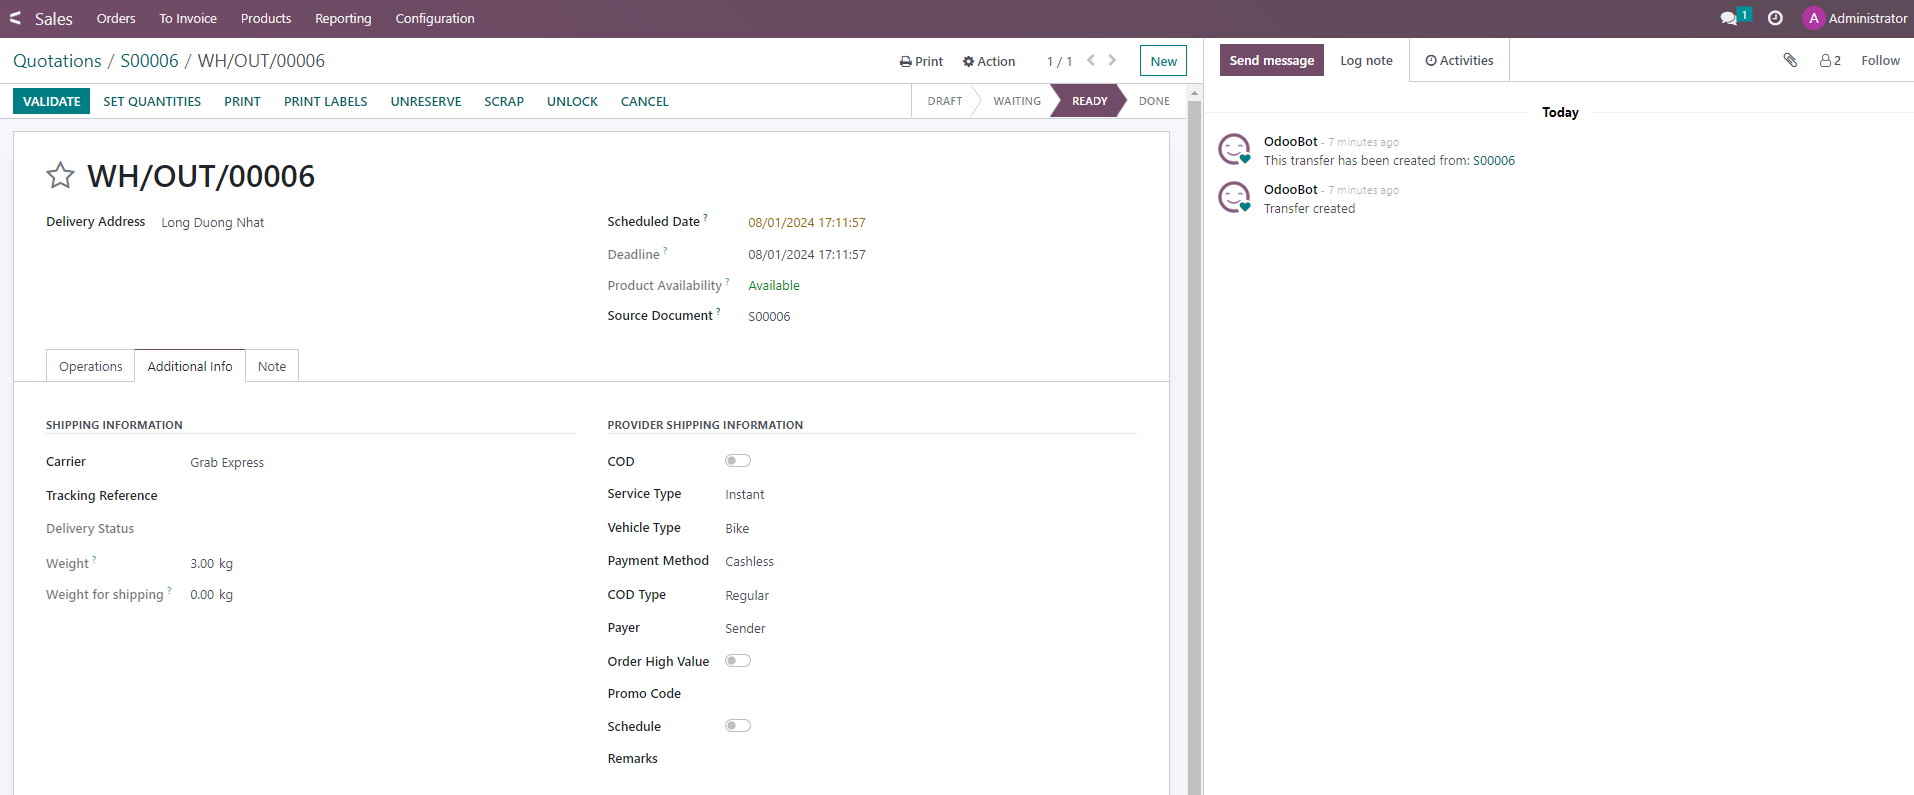 Sales Orders To Invoice Products Reporting Configuration 1 A Administrator
Quotations / S00006 / WH/OUT/00006 Print Action 1 / 1 New
VALIDATE SET QUANTITIES PRINT PRINT LABELS UNRESERVE SCRAP UNLOCK CANCEL DRAFT WAITING READY DONE
WH/OUT/00006
Delivery Address Long Duong Nhat
Scheduled Date ? 08/01/2024 17:11:57
Deadline ? 08/01/2024 17:11:57
Product Availability ? Available
Source Document ? S00006
Operations Additional Info Note
SHIPPING INFORMATION
Carrier Grab Express
Tracking Reference
Delivery Status
Weight ? 3.00 kg
Weight for shipping ? 0.00 kg
PROVIDER SHIPPING INFORMATION
COD
Service Type Instant
Vehicle Type Bike
Payment Method Cashless
COD Type Regular
Payer Sender
Order High Value
Promo Code
Schedule
Remarks
Send message Log note Activities 2 Follow
Today
OdooBot - 7 minutes ago
This transfer has been created from: S00006
OdooBot - 7 minutes ago
Transfer created